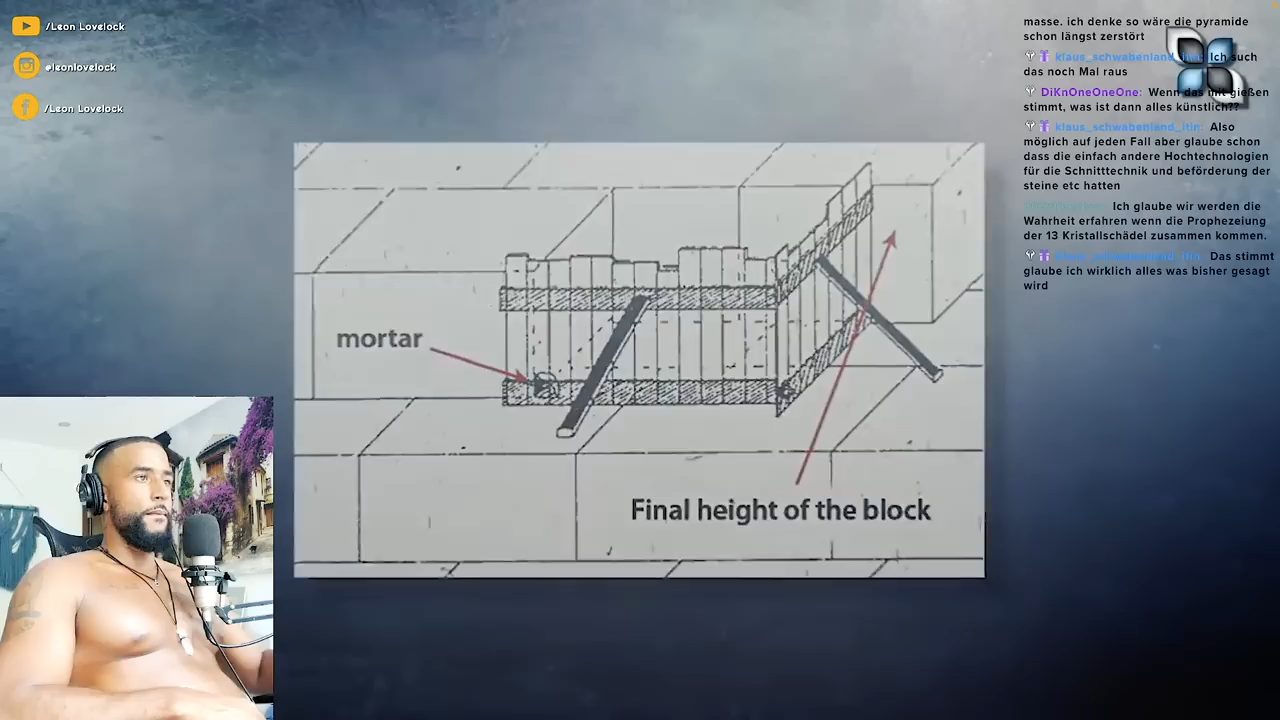 /Leon Lovelock
@leonlovelock
/Leon Lovelock
mortar
Final height of the block
masse. ich denke so wäre die pyramide
schon längst zerstört
klaus_schwabenland_itin: Ich such
das noch Mal raus
DiKnOneOneOne: Wenn das mit gießen
stimmt, was ist dann alles künstlich??
klaus_schwabenland_itin: Also
möglich auf jeden Fall aber glaube schon
dass die einfach andere Hochtechnologien
für die Schnitttechnik und beförderung der
steine etc hatten
Ich glaube wir werden die
Wahrheit erfahren wenn die Prophezeiung
der 13 Kristallschädel zusammen kommen.
klaus_schwabenland_itin: Das stimmt
glaube ich wirklich alles was bisher gesagt
wird